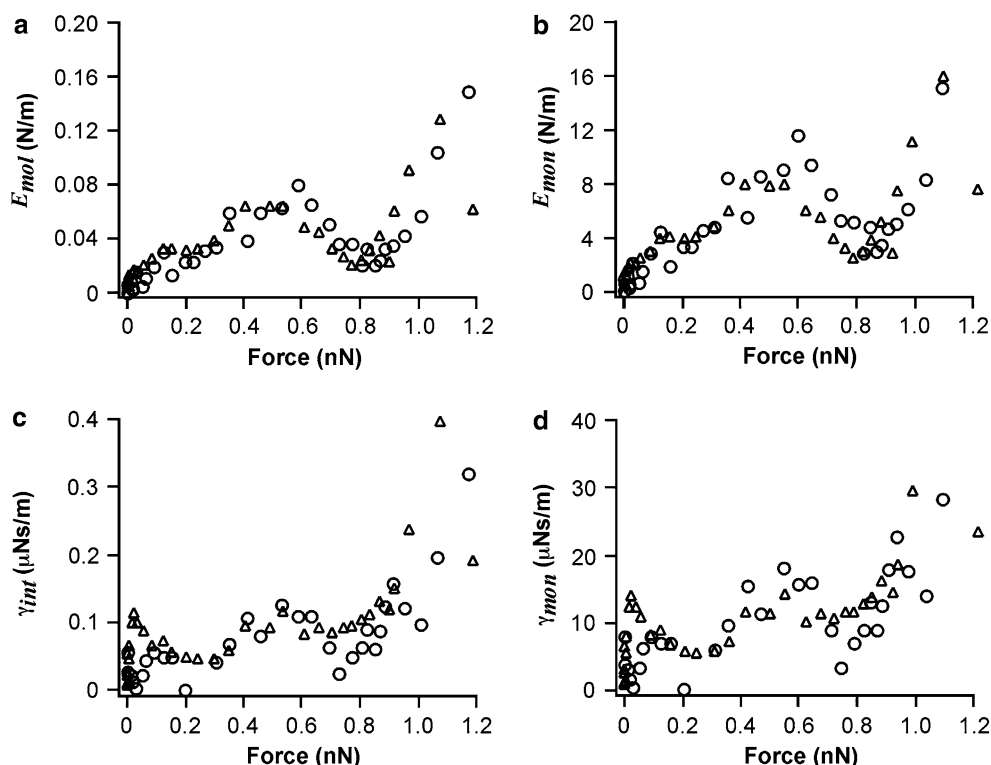 a
0.20
0.16
0.12
0.08
0.04
0
E_mol (N/m)
0 0.2 0.4 0.6 0.8 1.0 1.2
Force (nN)
b
20
16
12
8
4
0
E_mon (N/m)
0 0.2 0.4 0.6 0.8 1.0 1.2
Force (nN)
c
0.4
0.3
0.2
0.1
0
γ_int (μNs/m)
0 0.2 0.4 0.6 0.8 1.0 1.2
Force (nN)
d
40
30
20
10
0
γ_mon (μNs/m)
0 0.2 0.4 0.6 0.8 1.0 1.2
Force (nN)